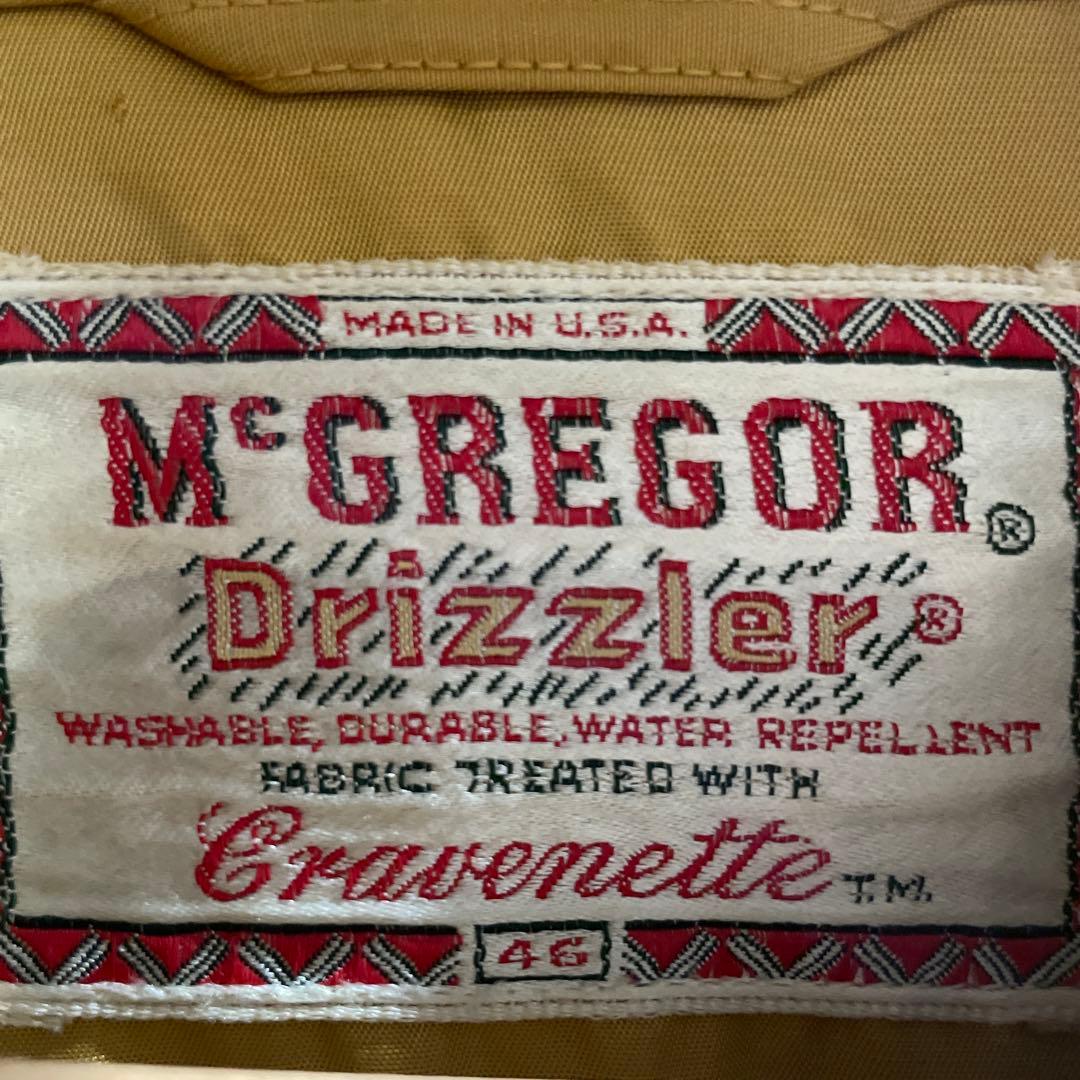 MADE IN U.S.A.
McGREGOR®
Drizzler®
WASHABLE, DURABLE, WATER REPELLENT
FABRIC TREATED WITH
Cravenette T.M.
46